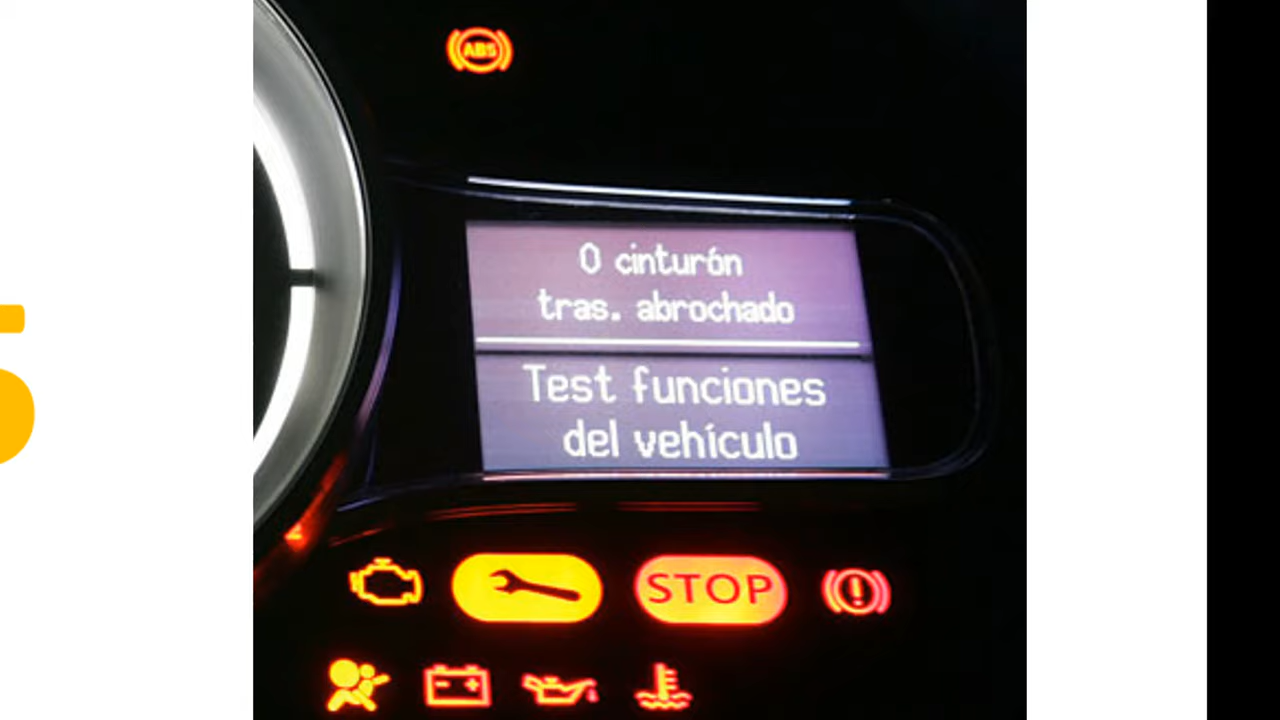 ABS
0 cinturón
tras. abrochado
Test funciones
del vehículo
STOP